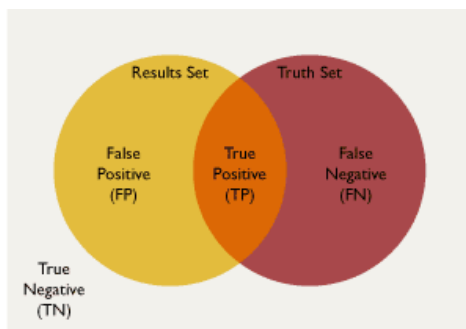 Results Set
Truth Set
False
Positive
(FP)
True
Positive
(TP)
False
Negative
(FN)
True
Negative
(TN)